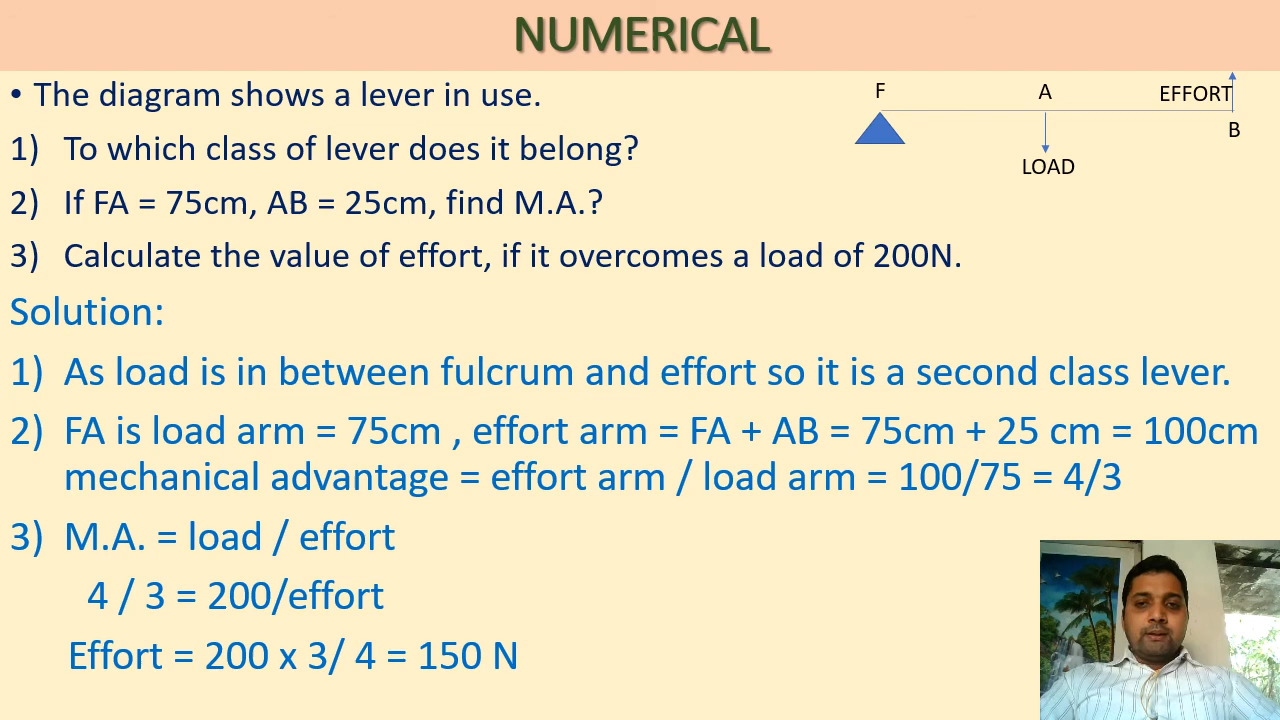 NUMERICAL
• The diagram shows a lever in use.
1) To which class of lever does it belong?
2) If FA = 75cm, AB = 25cm, find M.A.?
3) Calculate the value of effort, if it overcomes a load of 200N.
F A EFFORT
B
LOAD
Solution:
1) As load is in between fulcrum and effort so it is a second class lever.
2) FA is load arm = 75cm , effort arm = FA + AB = 75cm + 25 cm = 100cm
mechanical advantage = effort arm / load arm = 100/75 = 4/3
3) M.A. = load / effort
4 / 3 = 200/effort
Effort = 200 x 3/ 4 = 150 N